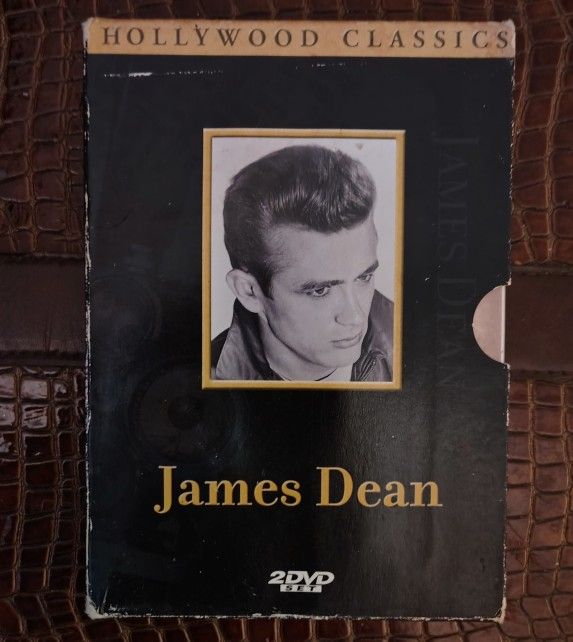 HOLLYWOOD CLASSICS
JAMES DEAN
James Dean
2DVD
SET